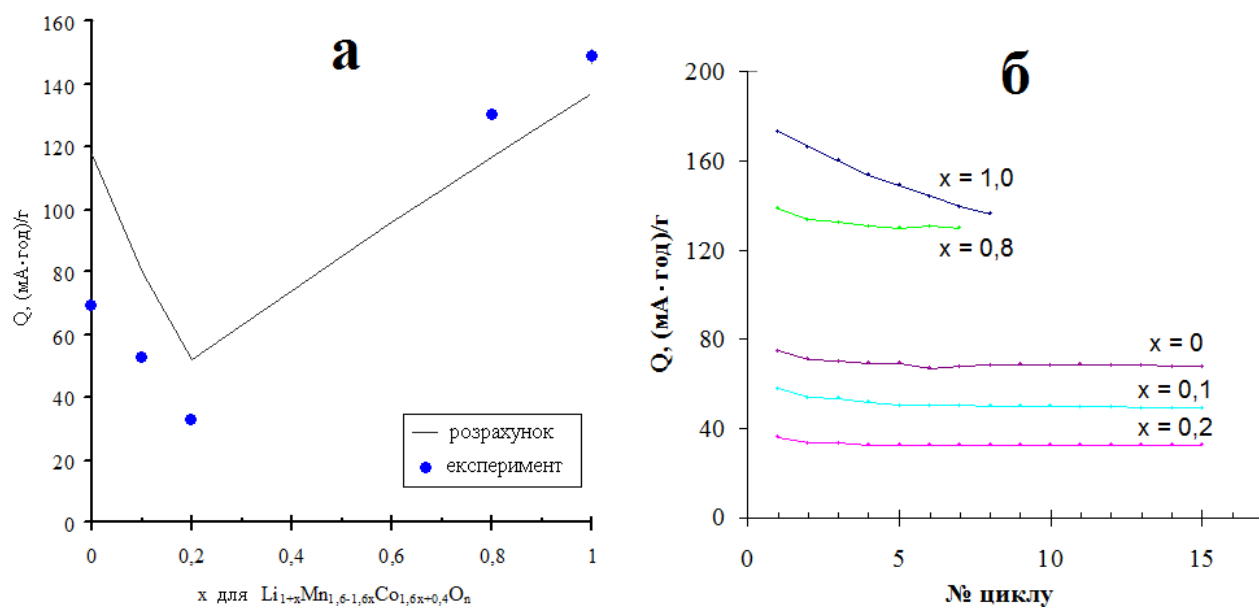 а
160
140
120
100
80
60
40
20
0
Q, (мА·год)/г
розрахунок
експеримент
0 0,2 0,4 0,6 0,8 1
x для Li1+xMn1,6-1,6xCo1,6x+0,4On
б
200
160
120
80
40
0
Q, (мА·год)/г
x = 1,0
x = 0,8
x = 0
x = 0,1
x = 0,2
0 5 10 15
№ циклу